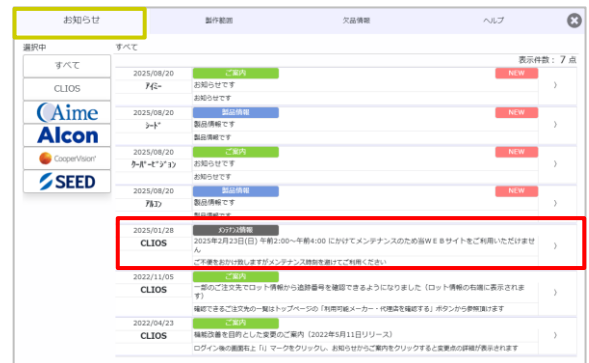 お知らせ
製作範囲
欠品情報
ヘルプ
選択中
すべて
すべて
CLIOS
Aime
Alcon
CooperVision
SEED
表示件数： 7 点
2025/08/20 ご案内 NEW
アイミー お知らせです
お知らせです
2025/08/20 製品情報 NEW
シード 製品情報です
製品情報です
2025/08/20 ご案内 NEW
クーパービジョン お知らせです
お知らせです
2025/08/20 製品情報 NEW
アルコン 製品情報です
製品情報です
2025/01/28 メンテナンス情報
CLIOS 2025年2月23日(日) 午前2:00～午前4:00 にかけてメンテナンスのため当ＷＥＢサイトをご利用いただけませ
ん
ご不便をおかけ致しますがメンテナンス時刻を避けてご利用ください
2022/11/05 ご案内
CLIOS 一部のご注文先でロット情報から追跡番号を確認できるようになりました（ロット情報の右端に表示されま
す）
確認できるご注文先の一覧はトップページの「利用可能メーカー・代理店を確認する」ボタンから参照頂けます
2022/04/23 ご案内
CLIOS 機能改善を目的とした変更のご案内（2022年5月11日リリース）
ログイン後の画面右上「i」マークをクリックし、お知らせからご案内をクリックすると変更点の詳細が表示されます